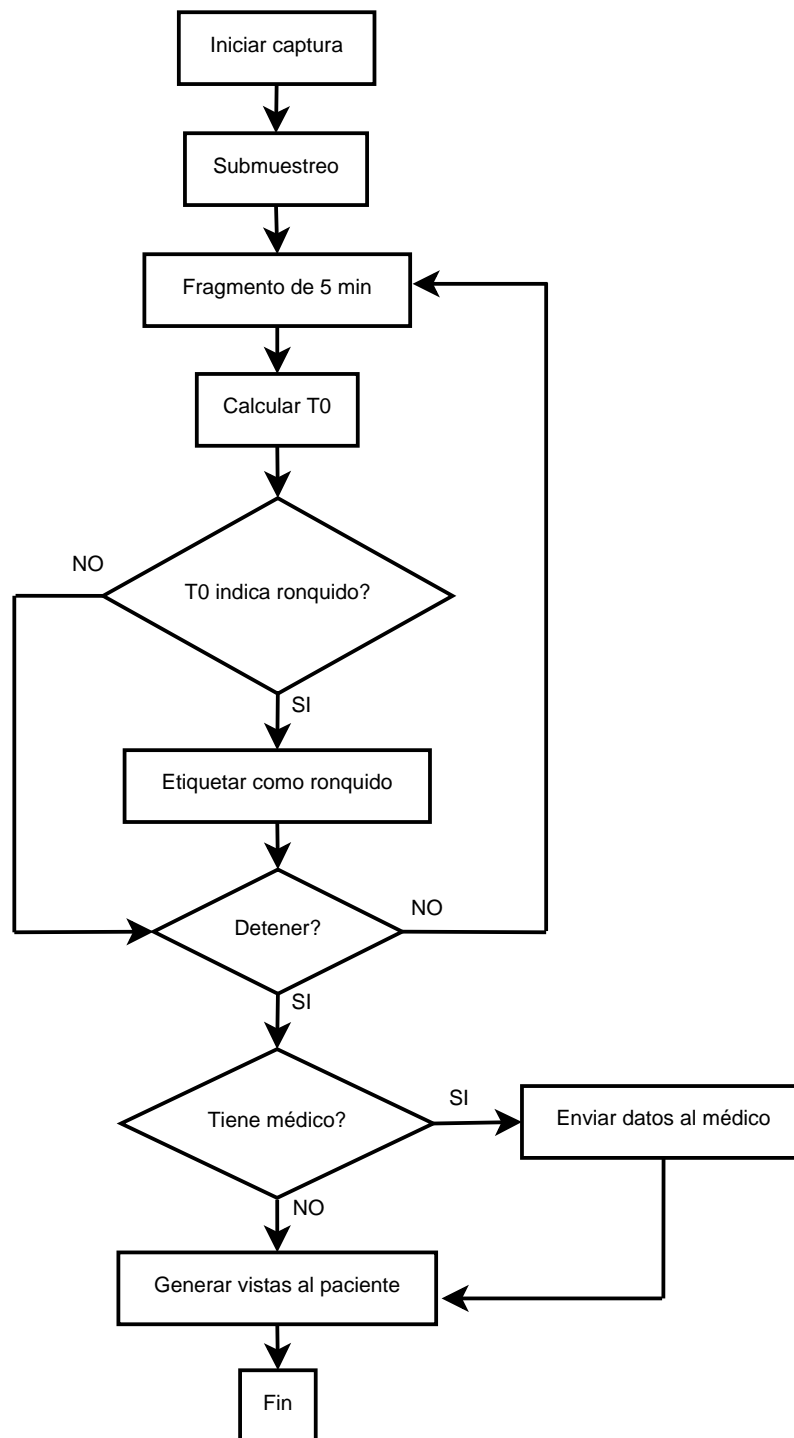 Iniciar captura
Submuestreo
Fragmento de 5 min
Calcular T0
NO
T0 indica ronquido?
SI
Etiquetar como ronquido
Detener?
NO
SI
Tiene médico?
SI
Enviar datos al médico
NO
Generar vistas al paciente
Fin